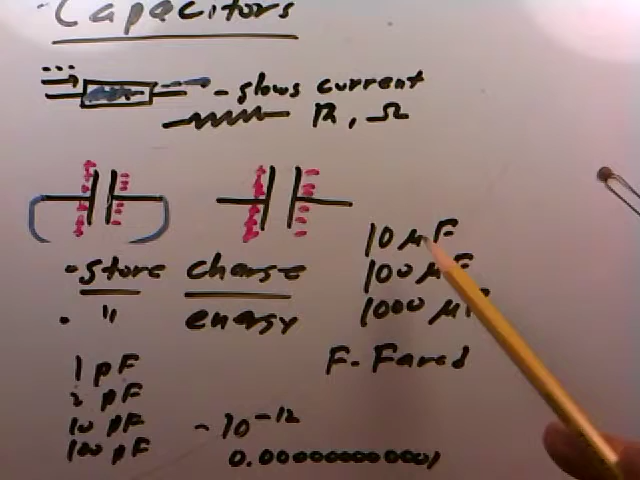 Capacitors
- slows current
R, Ω
- store charge
. " energy
10 μF
100 μF
1000 μF
F - Farad
1 pF
2 pF
10 pF
100 pF
- 10⁻¹²
0.000000000001